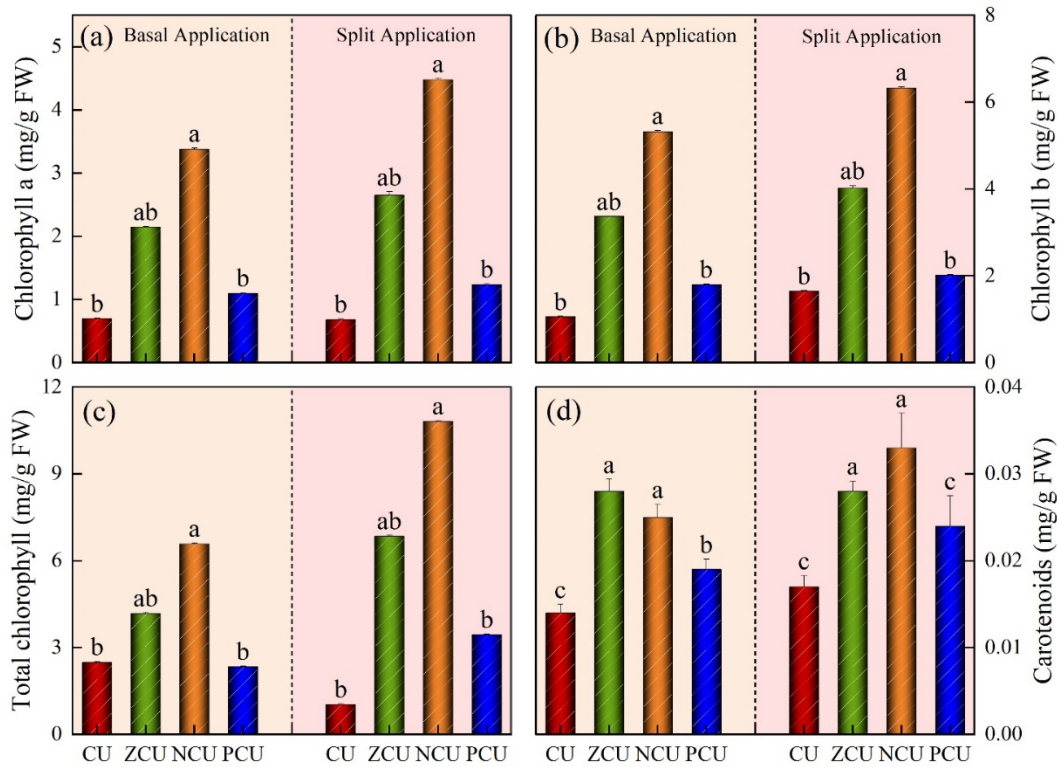 (a) Basal Application Split Application
Chlorophyll a (mg/g FW)
5
4
3
2
1
0
b ab a b
b ab a b
(b) Basal Application Split Application
Chlorophyll b (mg/g FW)
8
6
4
2
0
b ab a b
b ab a b
(c)
Total chlorophyll (mg/g FW)
12
9
6
3
0
b ab a b
b ab a b
CU ZCU NCU PCU CU ZCU NCU PCU
(d)
Carotenoids (mg/g FW)
0.04
0.03
0.02
0.01
0.00
c a a b
c a a c
CU ZCU NCU PCU CU ZCU NCU PCU